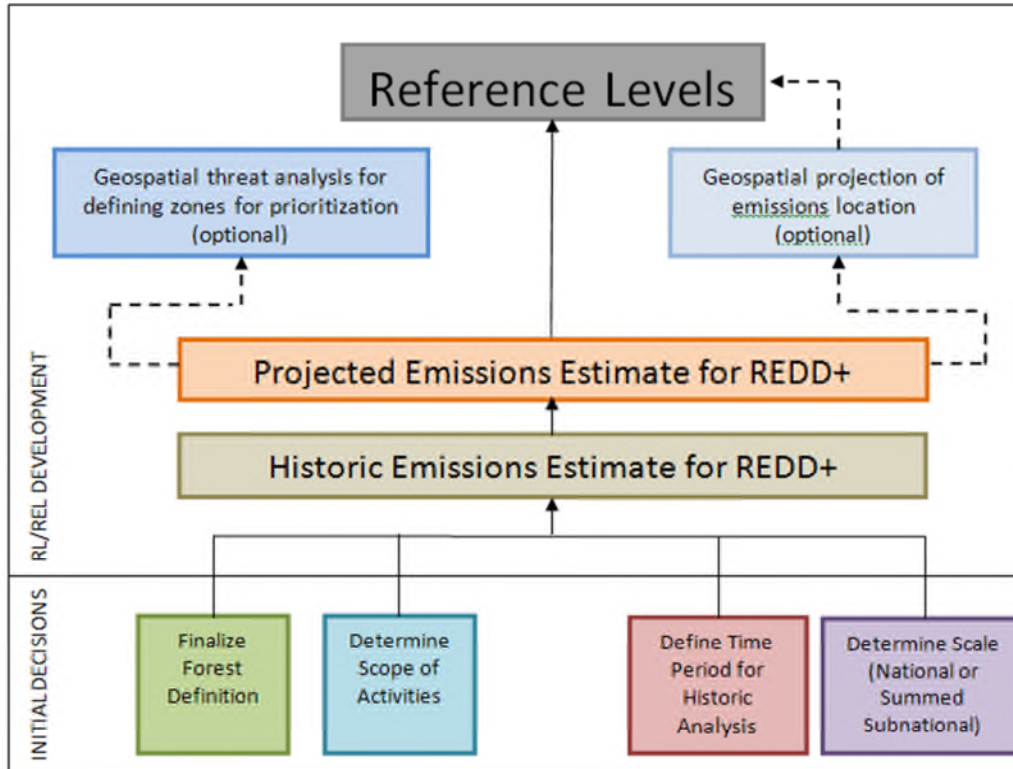 Reference Levels
Geospatial threat analysis for
defining zones for prioritization
(optional)
Geospatial projection of
emissions location
(optional)
RL/REL DEVELOPMENT
Projected Emissions Estimate for REDD+
Historic Emissions Estimate for REDD+
INITIAL DECISIONS
Finalize
Forest
Definition
Determine
Scope of
Activities
Define Time
Period for
Historic
Analysis
Determine Scale
(National or
Summed
Subnational)